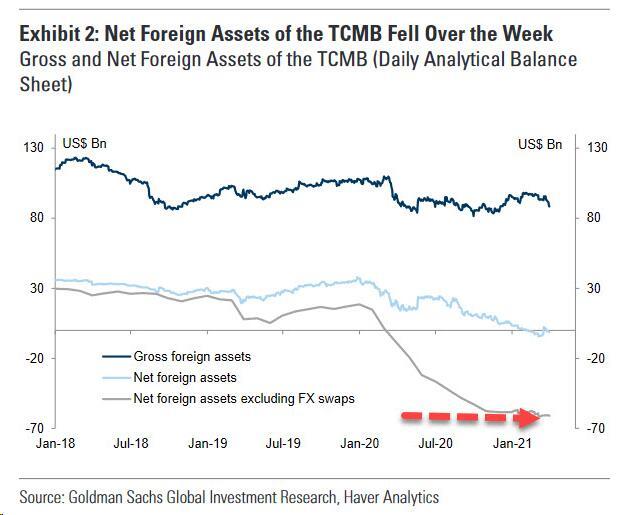 Exhibit 2: Net Foreign Assets of the TCMB Fell Over the Week
Gross and Net Foreign Assets of the TCMB (Daily Analytical Balance
Sheet)
US$ Bn US$ Bn
130 130
80 80
30 30
-20 -20
-70 -70
Gross foreign assets
Net foreign assets
Net foreign assets excluding FX swaps
Jan-18 Jul-18 Jan-19 Jul-19 Jan-20 Jul-20 Jan-21
Source: Goldman Sachs Global Investment Research, Haver Analytics